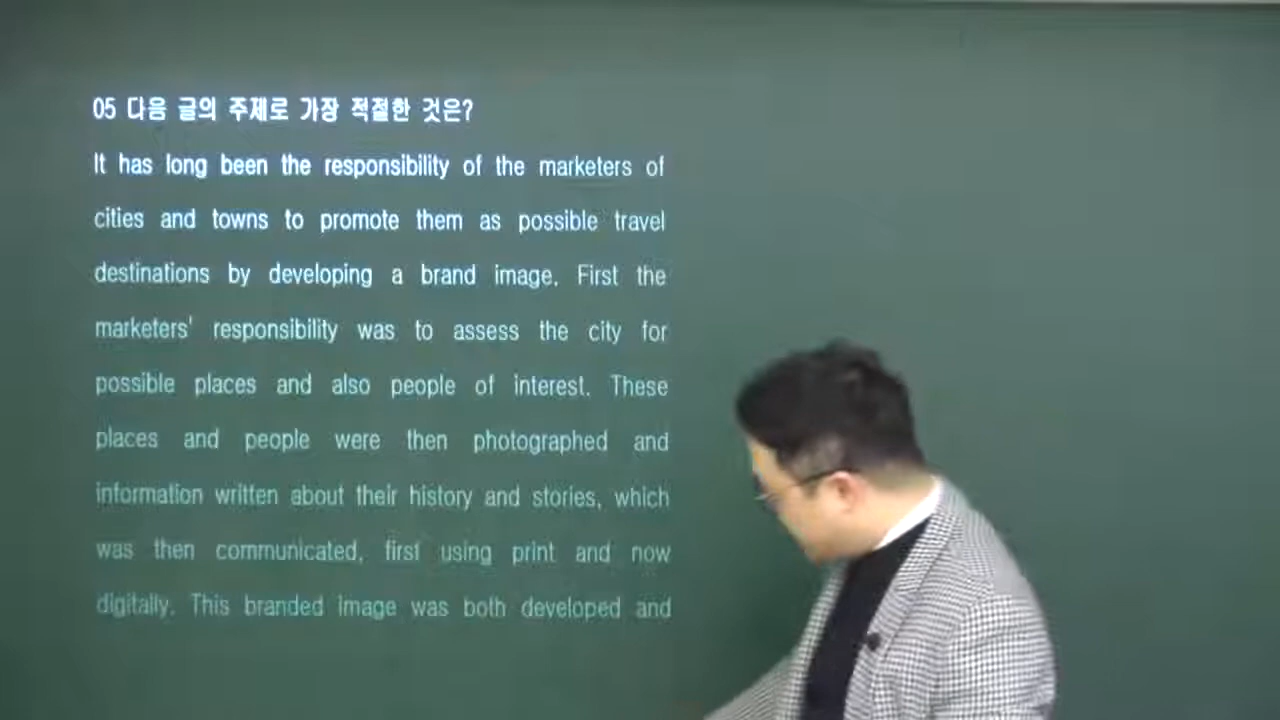 05 다음 글의 주제로 가장 적절한 것은?
It has long been the responsibility of the marketers of
cities and towns to promote them as possible travel
destinations by developing a brand image. First the
marketers' responsibility was to assess the city for
possible places and also people of interest. These
places and people were then photographed and
information written about their history and stories, which
was then communicated, first using print and now
digitally. This branded image was both developed and